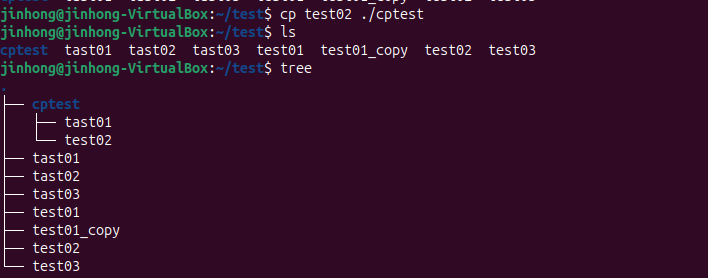 jinhong@jinhong-VirtualBox:~/test$ cp test02 ./cptest
jinhong@jinhong-VirtualBox:~/test$ ls
cptest  tast01  tast02  tast03  test01  test01_copy  test02  test03
jinhong@jinhong-VirtualBox:~/test$ tree
.
├── cptest
│   ├── tast01
│   └── test02
├── tast01
├── tast02
├── tast03
├── test01
├── test01_copy
├── test02
└── test03